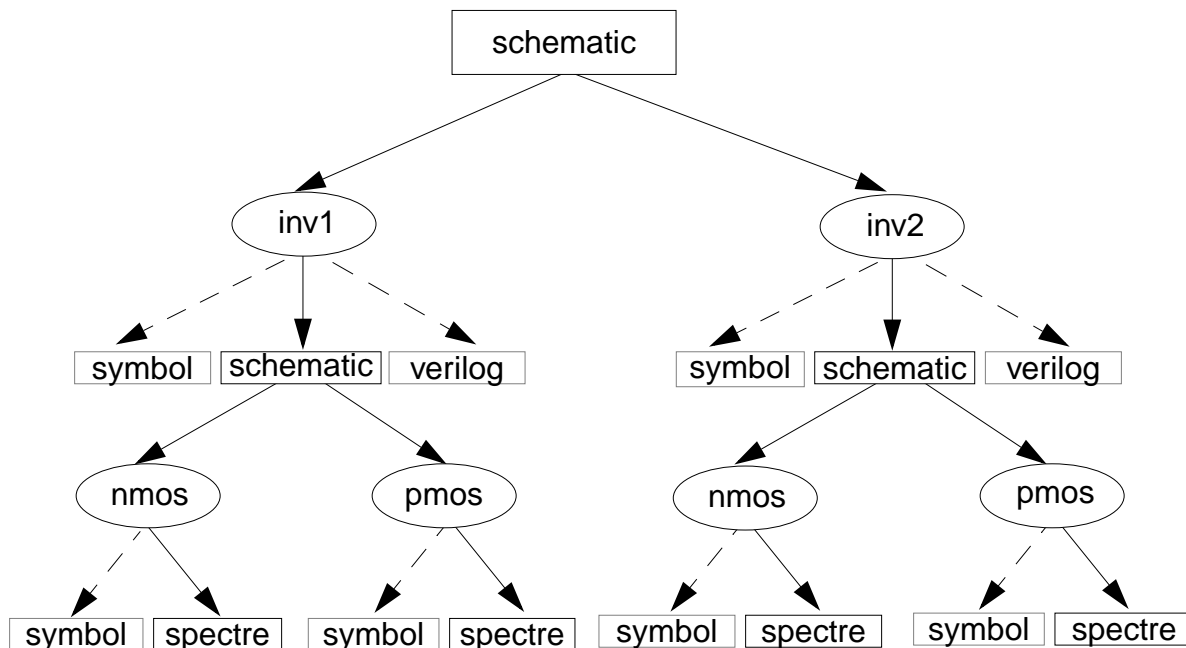 schematic
inv1
inv2
symbol
schematic
verilog
symbol
schematic
verilog
nmos
pmos
nmos
pmos
symbol
spectre
symbol
spectre
symbol
spectre
symbol
spectre